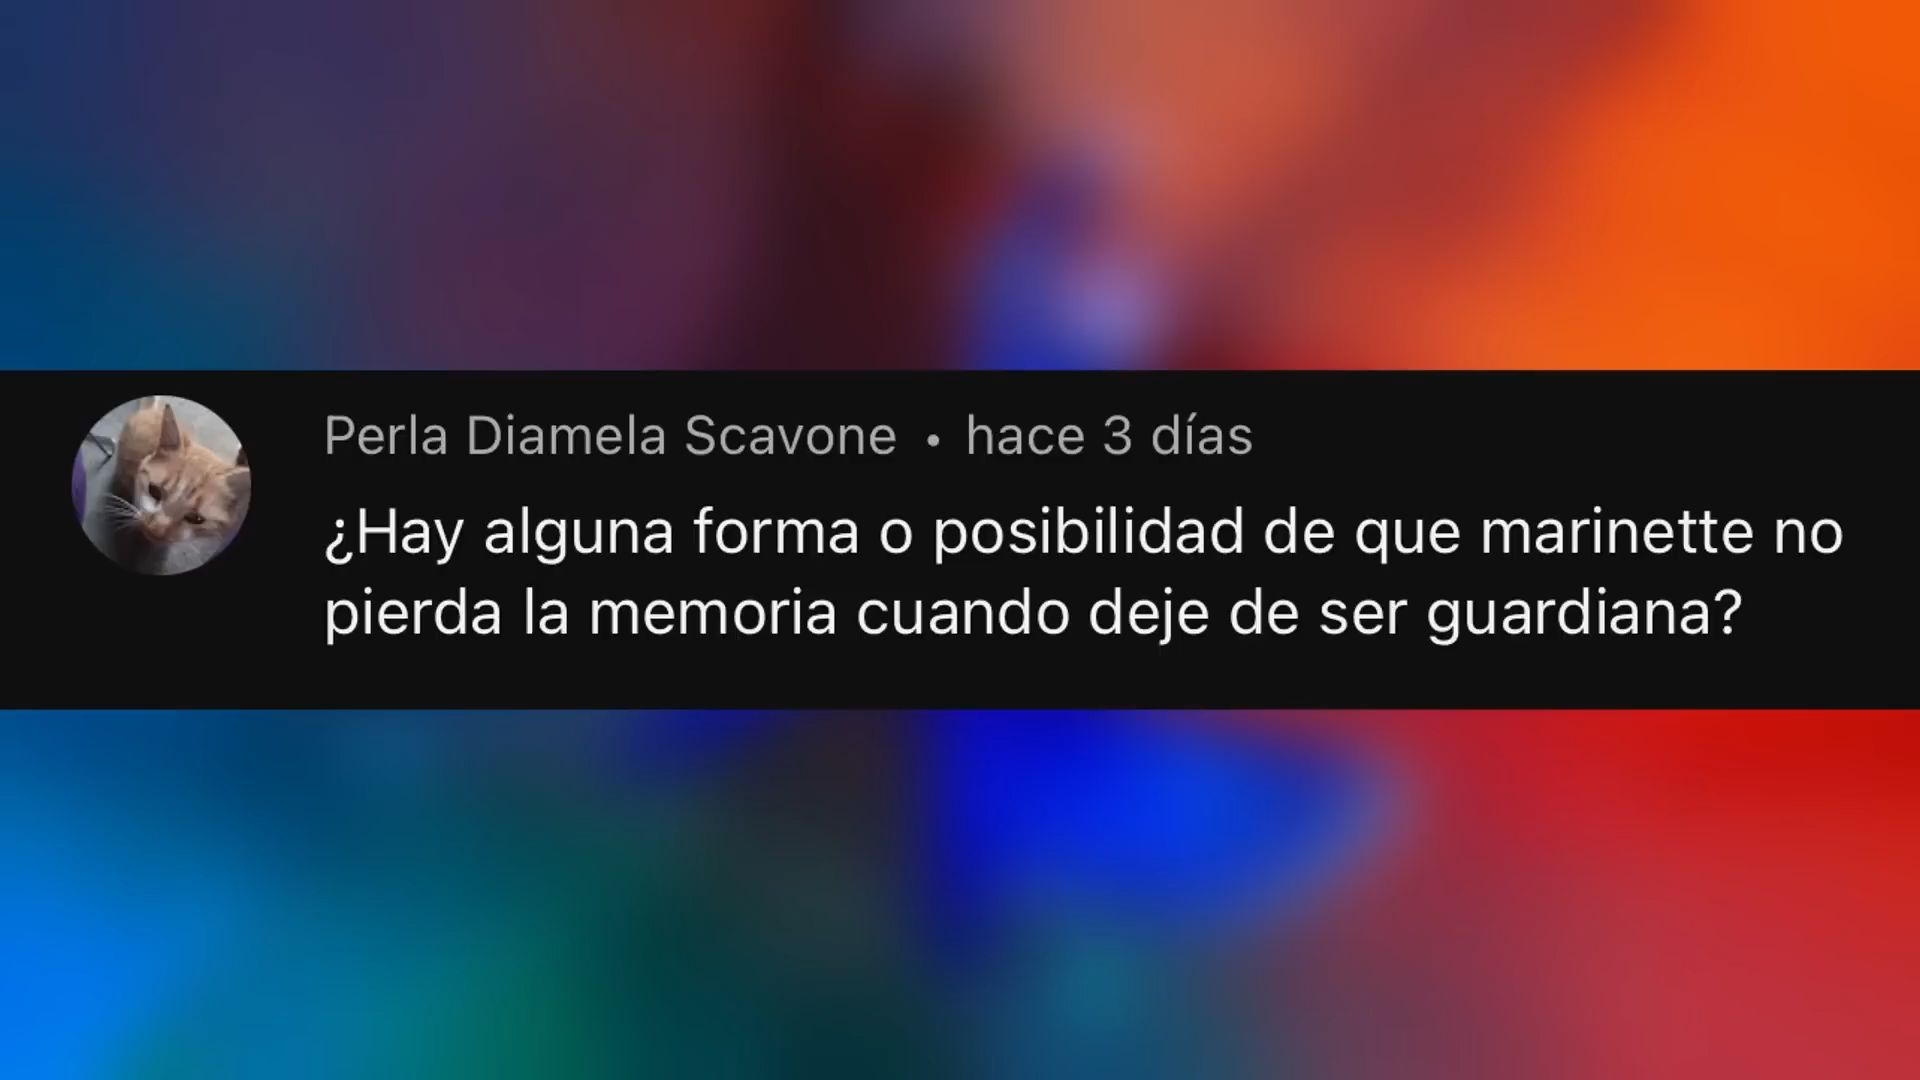 Perla Diamela Scavone • hace 3 días
¿Hay alguna forma o posibilidad de que marinette no
pierda la memoria cuando deje de ser guardiana?